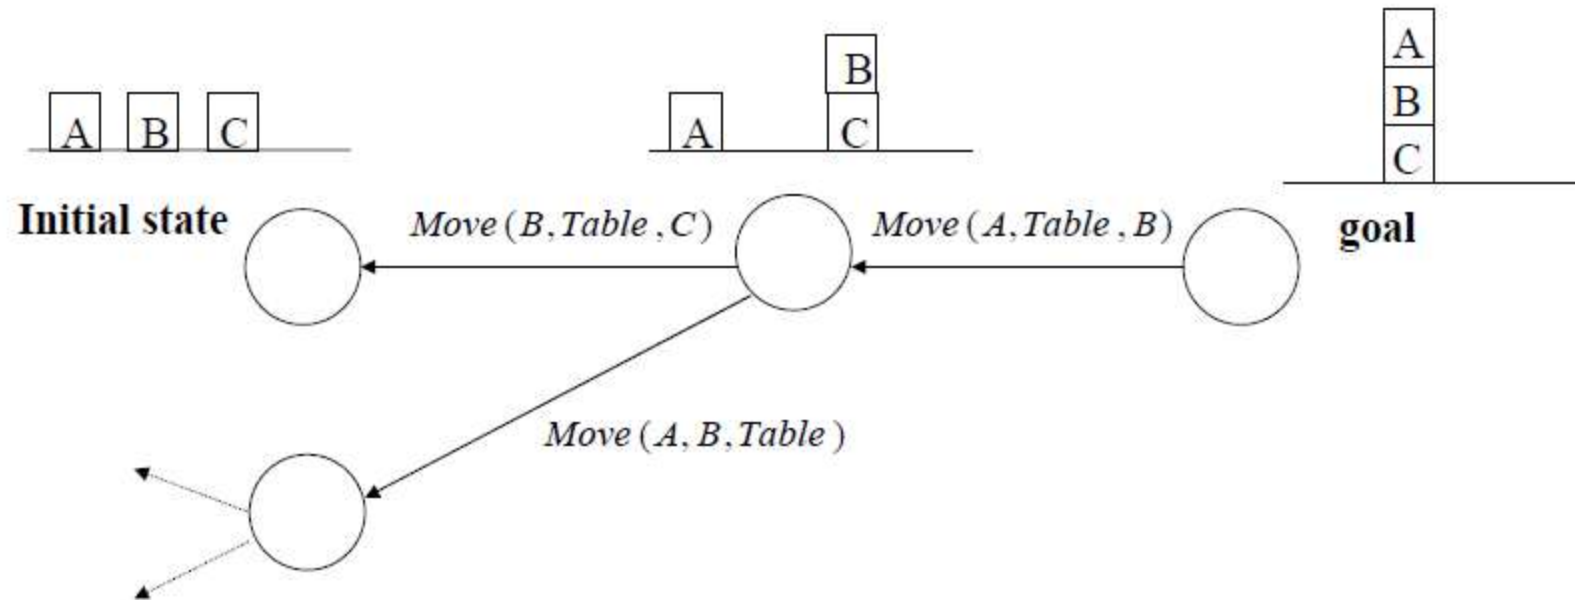 A B C
A
B
C
A
B
C
Initial state
Move (B, Table, C)
Move (A, Table, B)
goal
Move (A, B, Table)